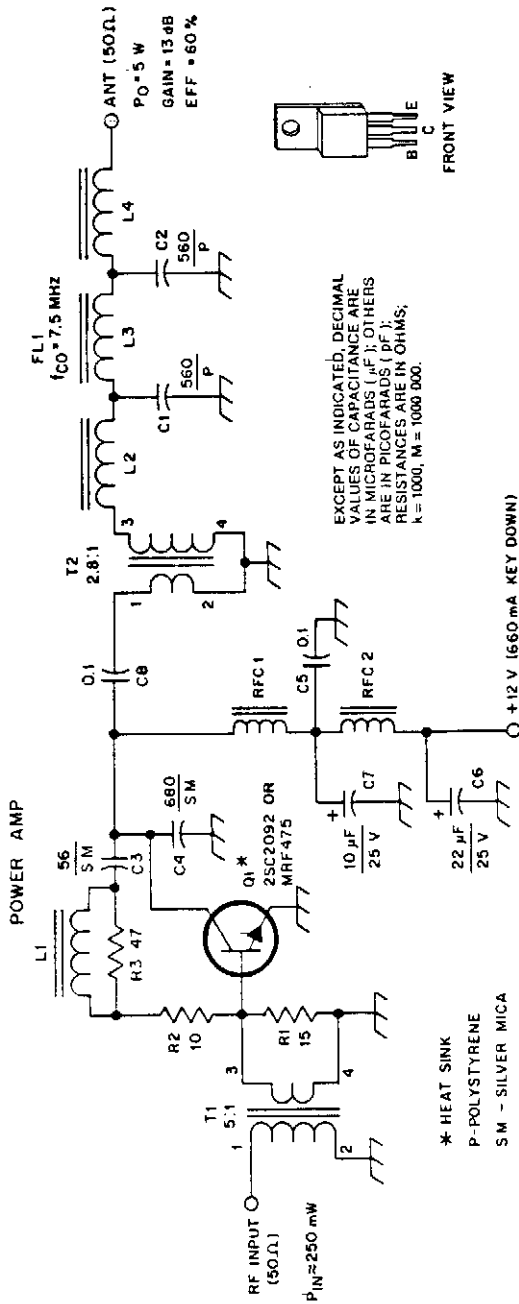 POWER AMP
RF INPUT
(50Ω)
PIN≈250 mW
T1
5:1
1
2
3
4
R1
15
R2
10
R3 47
L1
56
SM
C3
680
SM
C4
Q1*
2SC2092 OR
MRF475
0.1
C8
T2
2.8:1
1
2
3
4
RFC 1
C5
0.1
RFC 2
+
10 µF
25 V
C7
+
22 µF
25 V
C6
+12 V (660 mA KEY DOWN)
FL1
fCO = 7.5 MHz
L2
L3
L4
C1
560
P
C2
560
P
ANT (50Ω)
PO = 5 W
GAIN = 13 dB
EFF = 60 %
EXCEPT AS INDICATED, DECIMAL
VALUES OF CAPACITANCE ARE
IN MICROFARADS ( µF ); OTHERS
ARE IN PICOFARADS ( pF );
RESISTANCES ARE IN OHMS;
k = 1000, M = 1000 000.
B
C
E
FRONT VIEW
* HEAT SINK
P-POLYSTYRENE
SM - SILVER MICA